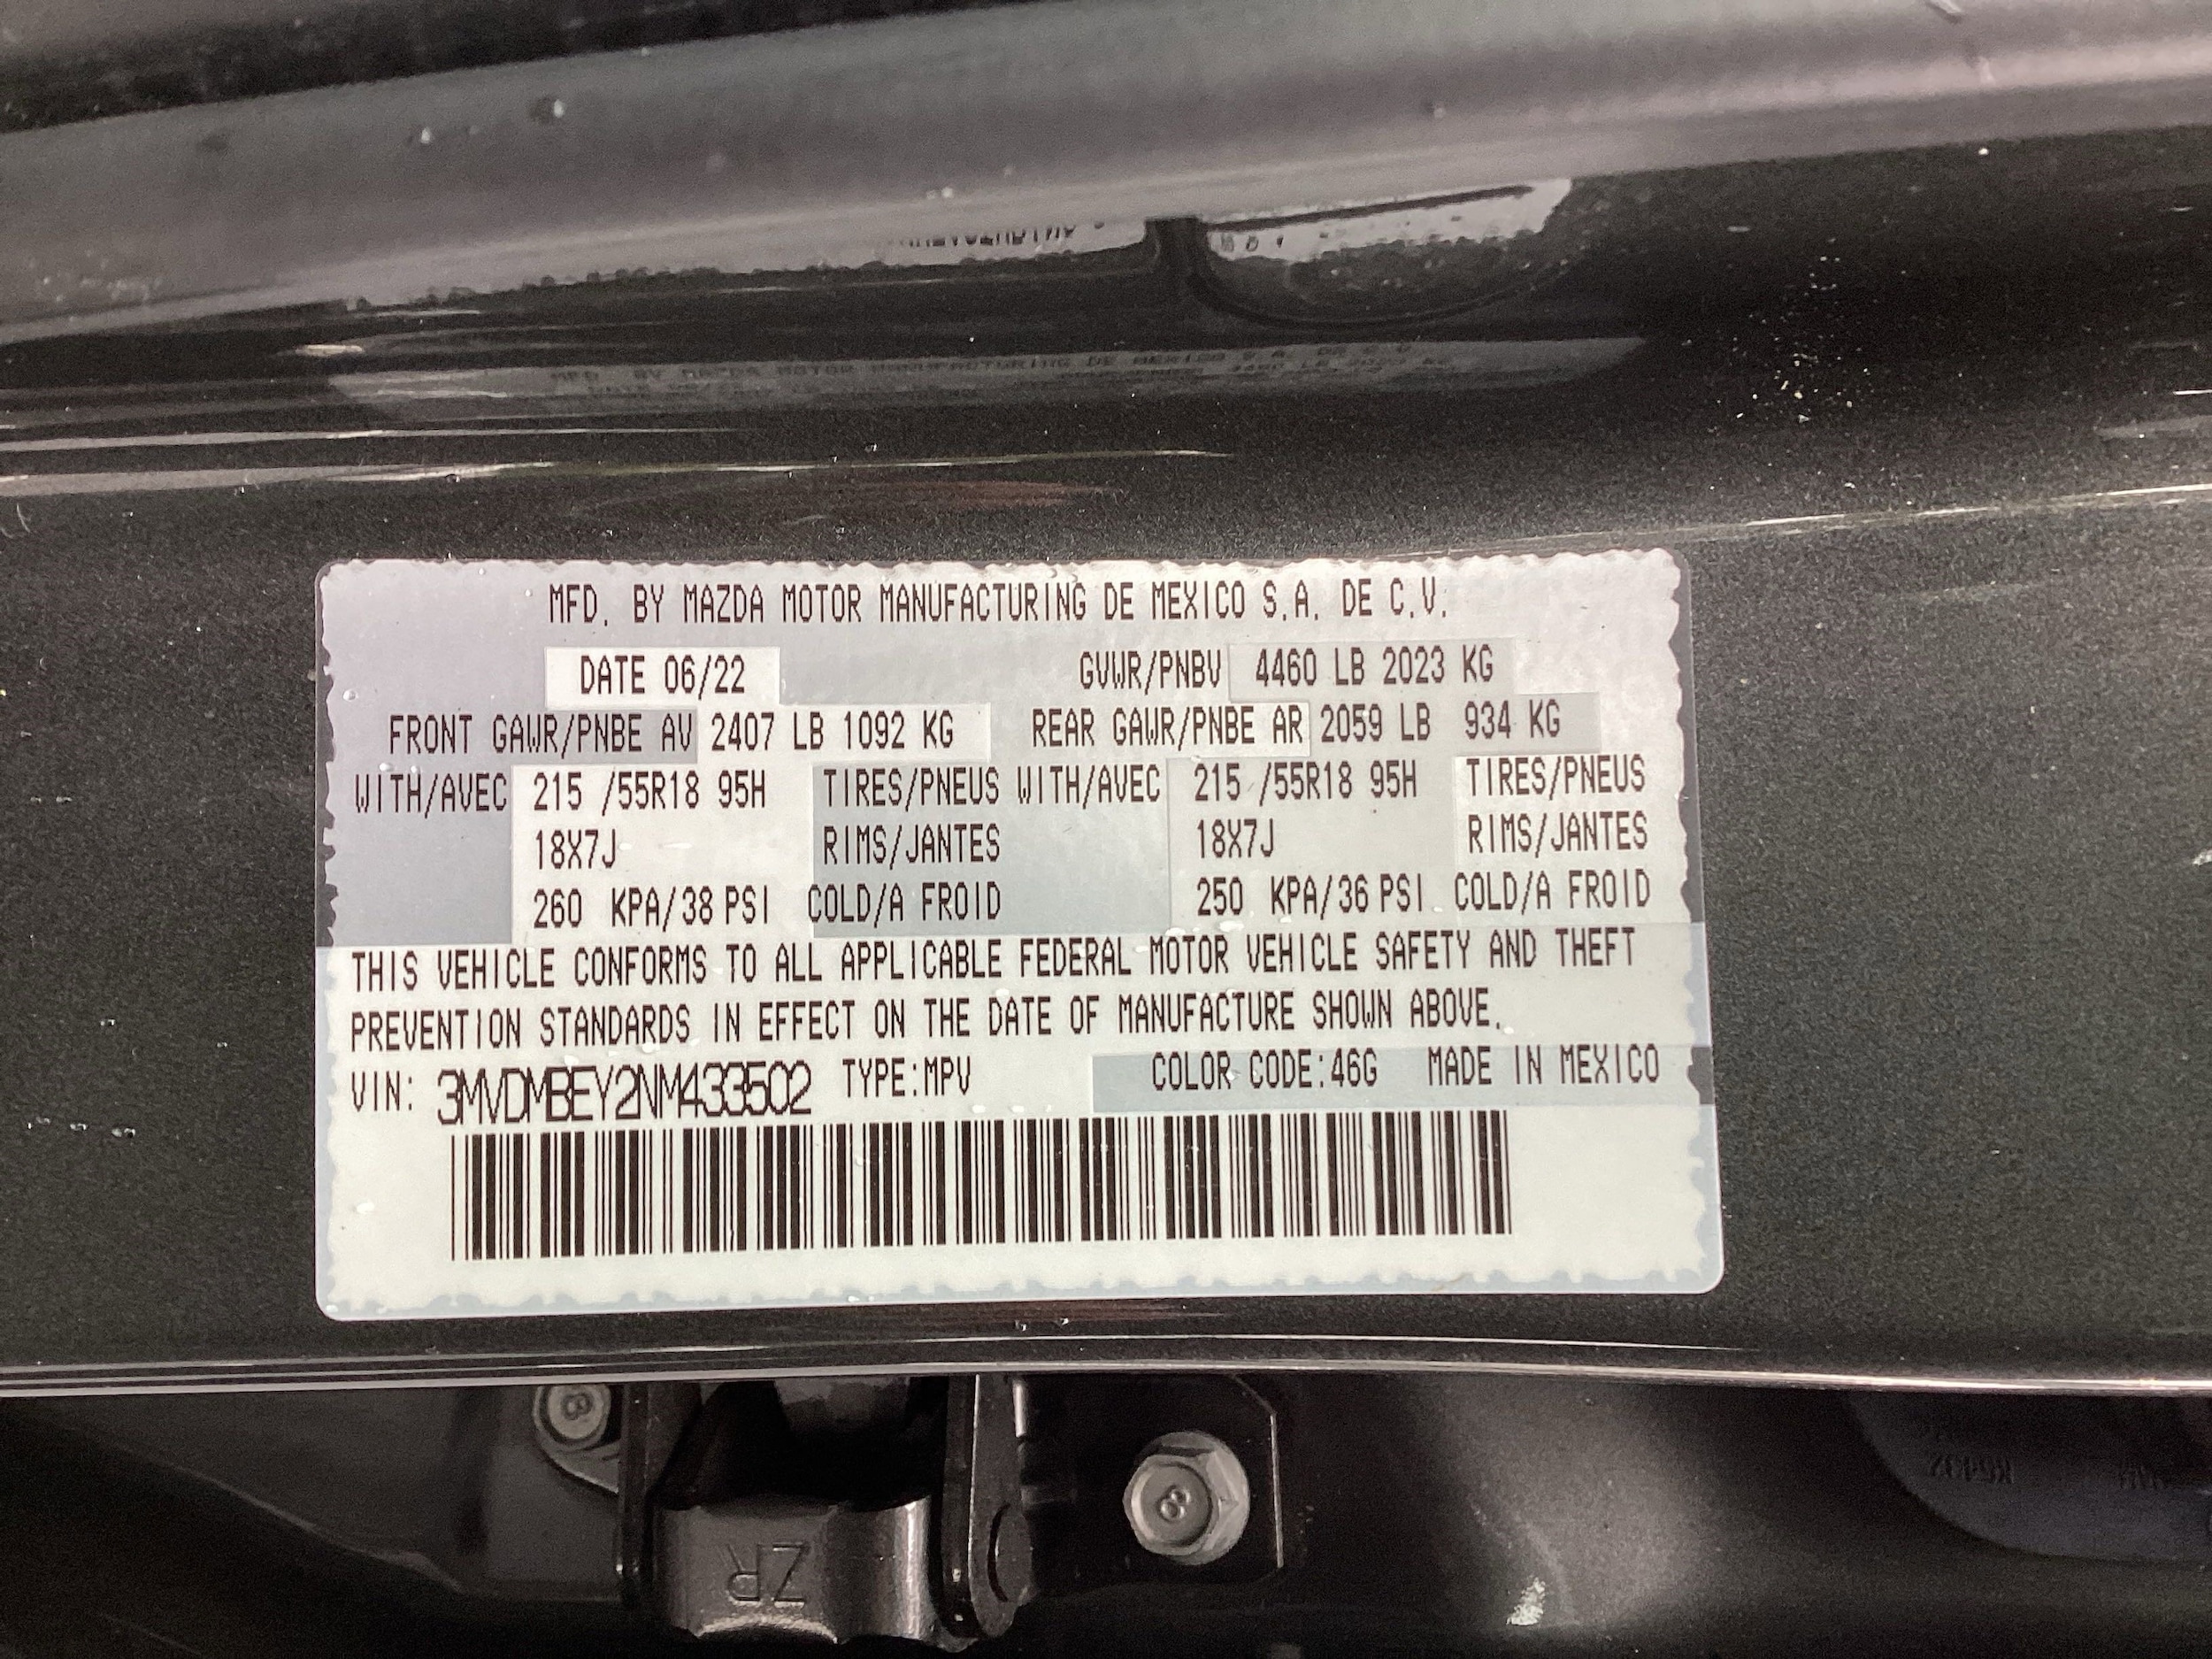 MFD. BY MAZDA MOTOR MANUFACTURING DE MEXICO S.A. DE C.V.
DATE 06/22 GVWR/PNBV 4460 LB 2023 KG
FRONT GAWR/PNBE AV 2407 LB 1092 KG REAR GAWR/PNBE AR 2059 LB 934 KG
WITH/AVEC 215 /55R18 95H TIRES/PNEUS WITH/AVEC 215 /55R18 95H TIRES/PNEUS
18X7J RIMS/JANTES 18X7J RIMS/JANTES
260 KPA/38 PSI COLD/A FROID 250 KPA/36 PSI COLD/A FROID
THIS VEHICLE CONFORMS TO ALL APPLICABLE FEDERAL MOTOR VEHICLE SAFETY AND THEFT
PREVENTION STANDARDS IN EFFECT ON THE DATE OF MANUFACTURE SHOWN ABOVE.
VIN: 3MVDMBEY2NM433502 TYPE:MPV COLOR CODE:46G MADE IN MEXICO
8
8
ZR